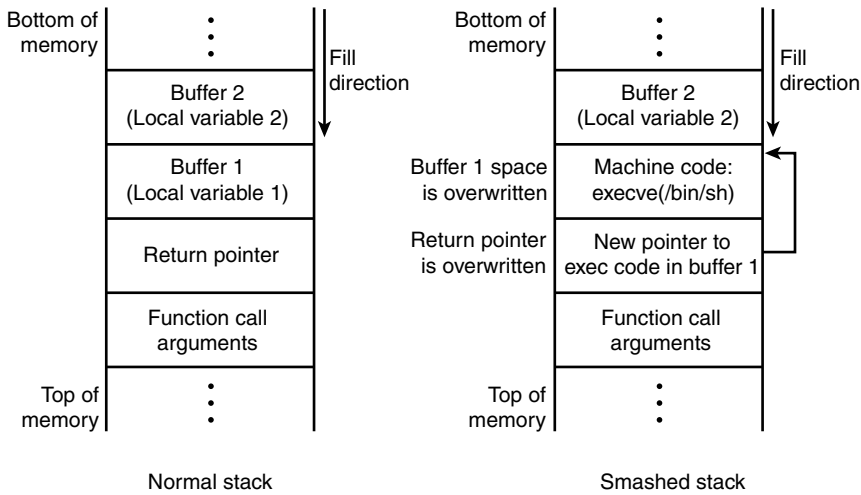 Bottom of
memory
Fill
direction
Buffer 2
(Local variable 2)
Buffer 1
(Local variable 1)
Return pointer
Function call
arguments
Top of
memory
Normal stack
Bottom of
memory
Fill
direction
Buffer 2
(Local variable 2)
Buffer 1 space
is overwritten
Machine code:
execve(/bin/sh)
Return pointer
is overwritten
New pointer to
exec code in buffer 1
Function call
arguments
Top of
memory
Smashed stack